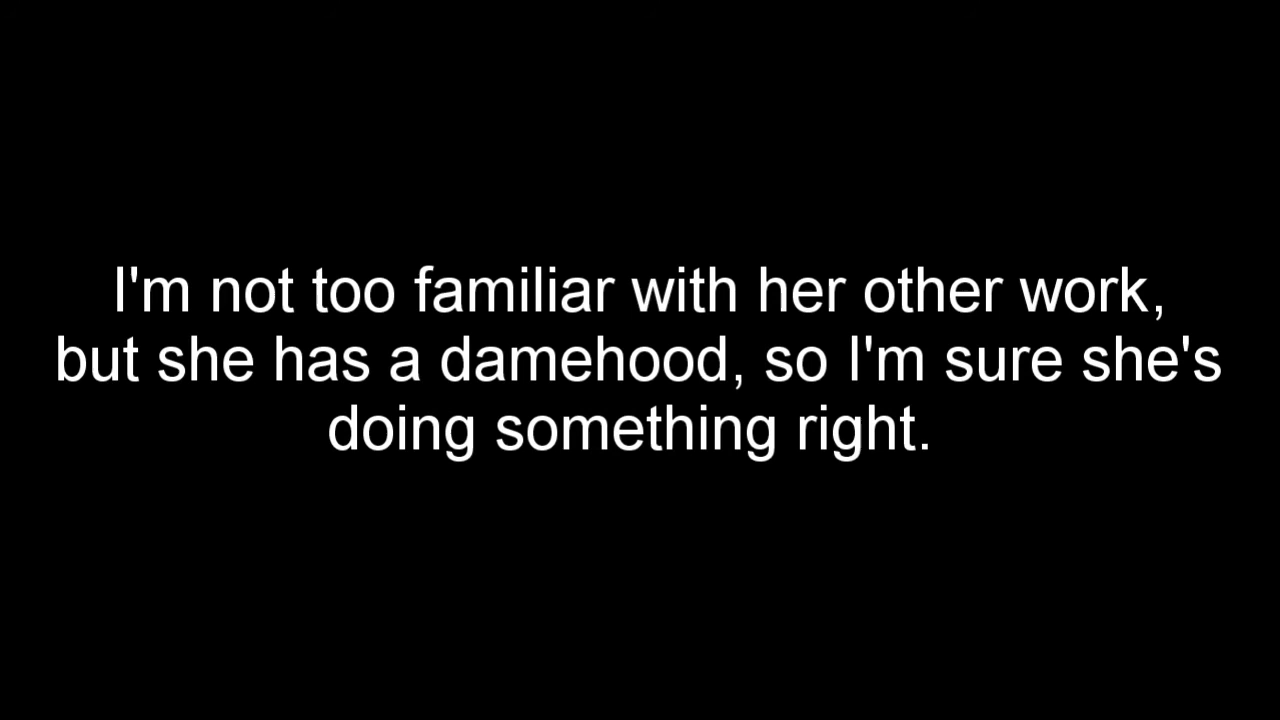 I'm not too familiar with her other work,
but she has a damehood, so I'm sure she's
doing something right.